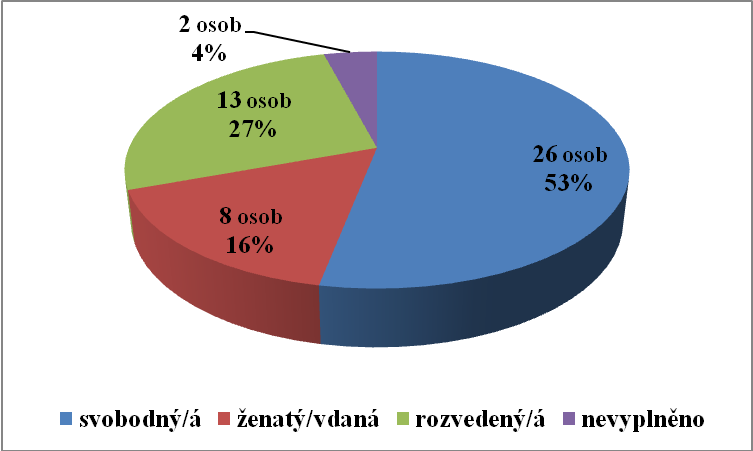 2 osob
4%
13 osob
27%
26 osob
53%
8 osob
16%
svobodný/á ženatý/vdaná rozvedený/á nevyplněno